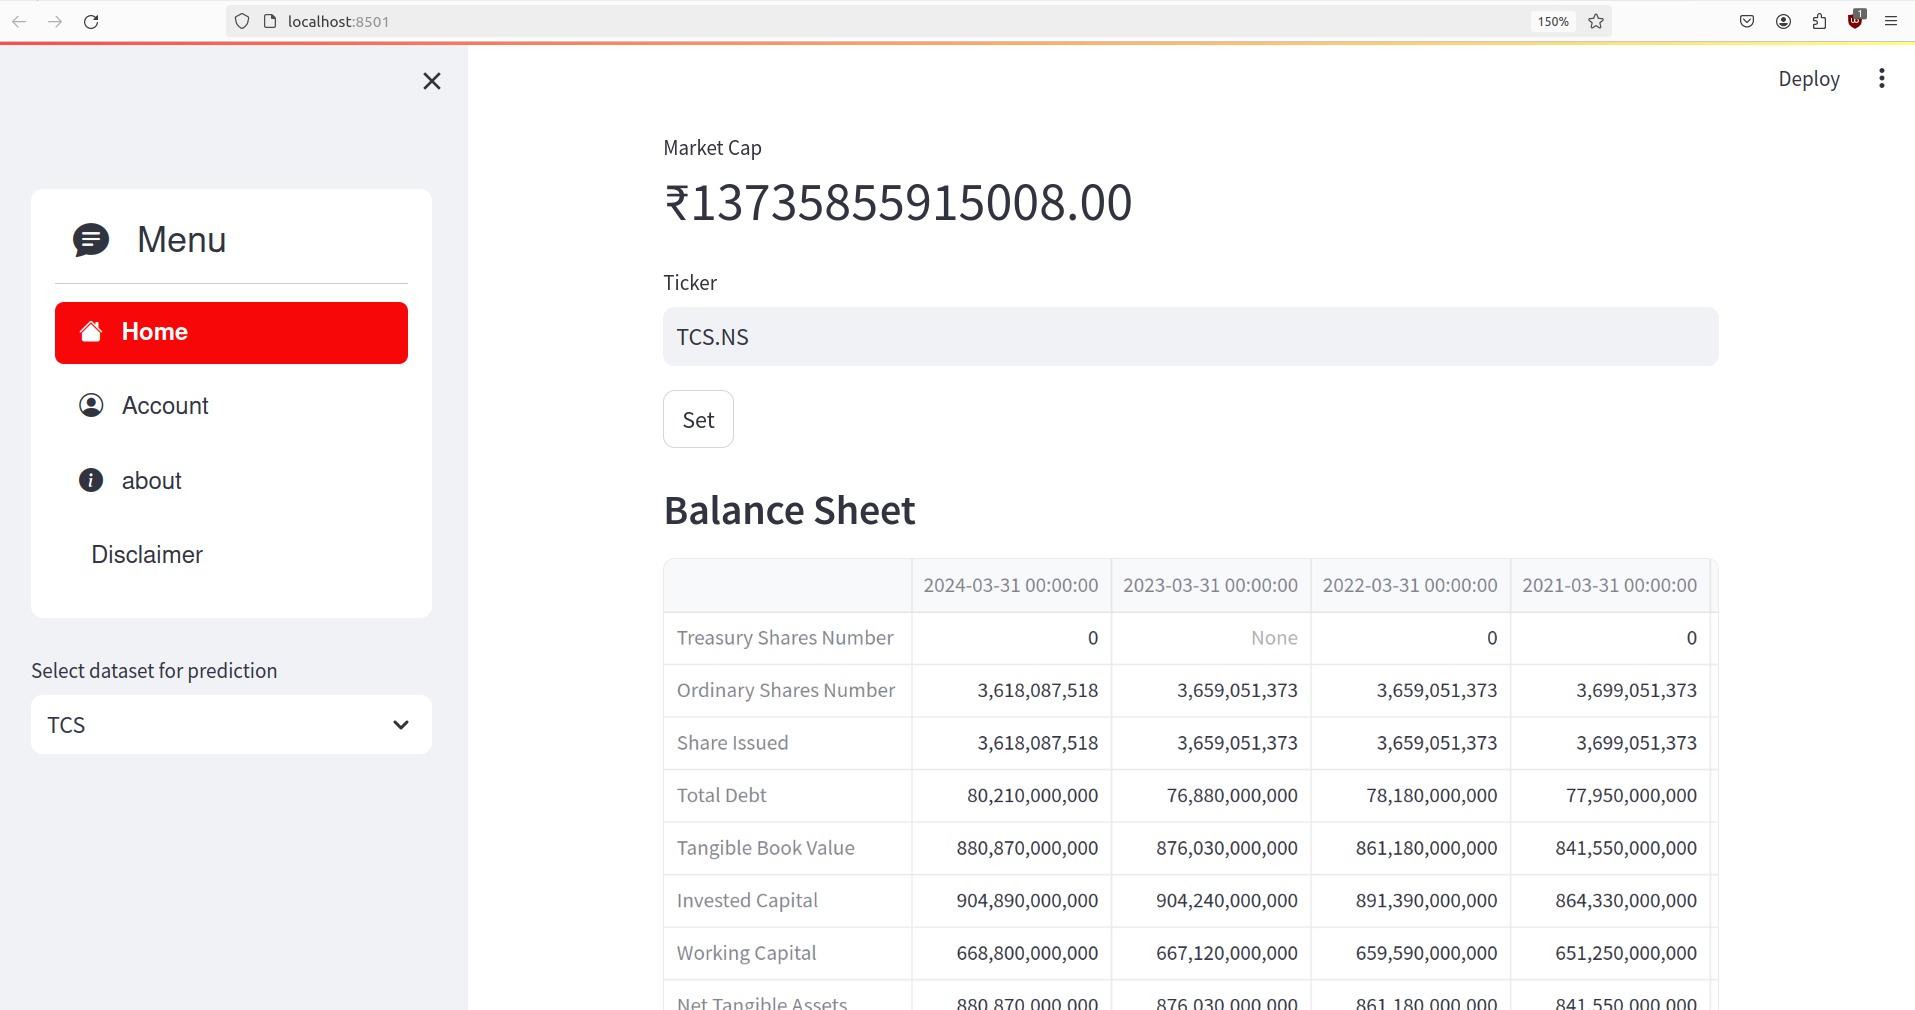 localhost:8501
150%
1
Deploy
Menu
Home
Account
about
Disclaimer
Select dataset for prediction
TCS
Market Cap
₹13735855915008.00
Ticker
TCS.NS
Set
Balance Sheet
2024-03-31 00:00:00 2023-03-31 00:00:00 2022-03-31 00:00:00 2021-03-31 00:00:00
Treasury Shares Number 0 None 0 0
Ordinary Shares Number 3,618,087,518 3,659,051,373 3,659,051,373 3,699,051,373
Share Issued 3,618,087,518 3,659,051,373 3,659,051,373 3,699,051,373
Total Debt 80,210,000,000 76,880,000,000 78,180,000,000 77,950,000,000
Tangible Book Value 880,870,000,000 876,030,000,000 861,180,000,000 841,550,000,000
Invested Capital 904,890,000,000 904,240,000,000 891,390,000,000 864,330,000,000
Working Capital 668,800,000,000 667,120,000,000 659,590,000,000 651,250,000,000
Net Tangible Assets 880,870,000,000 876,030,000,000 861,180,000,000 841,550,000,000